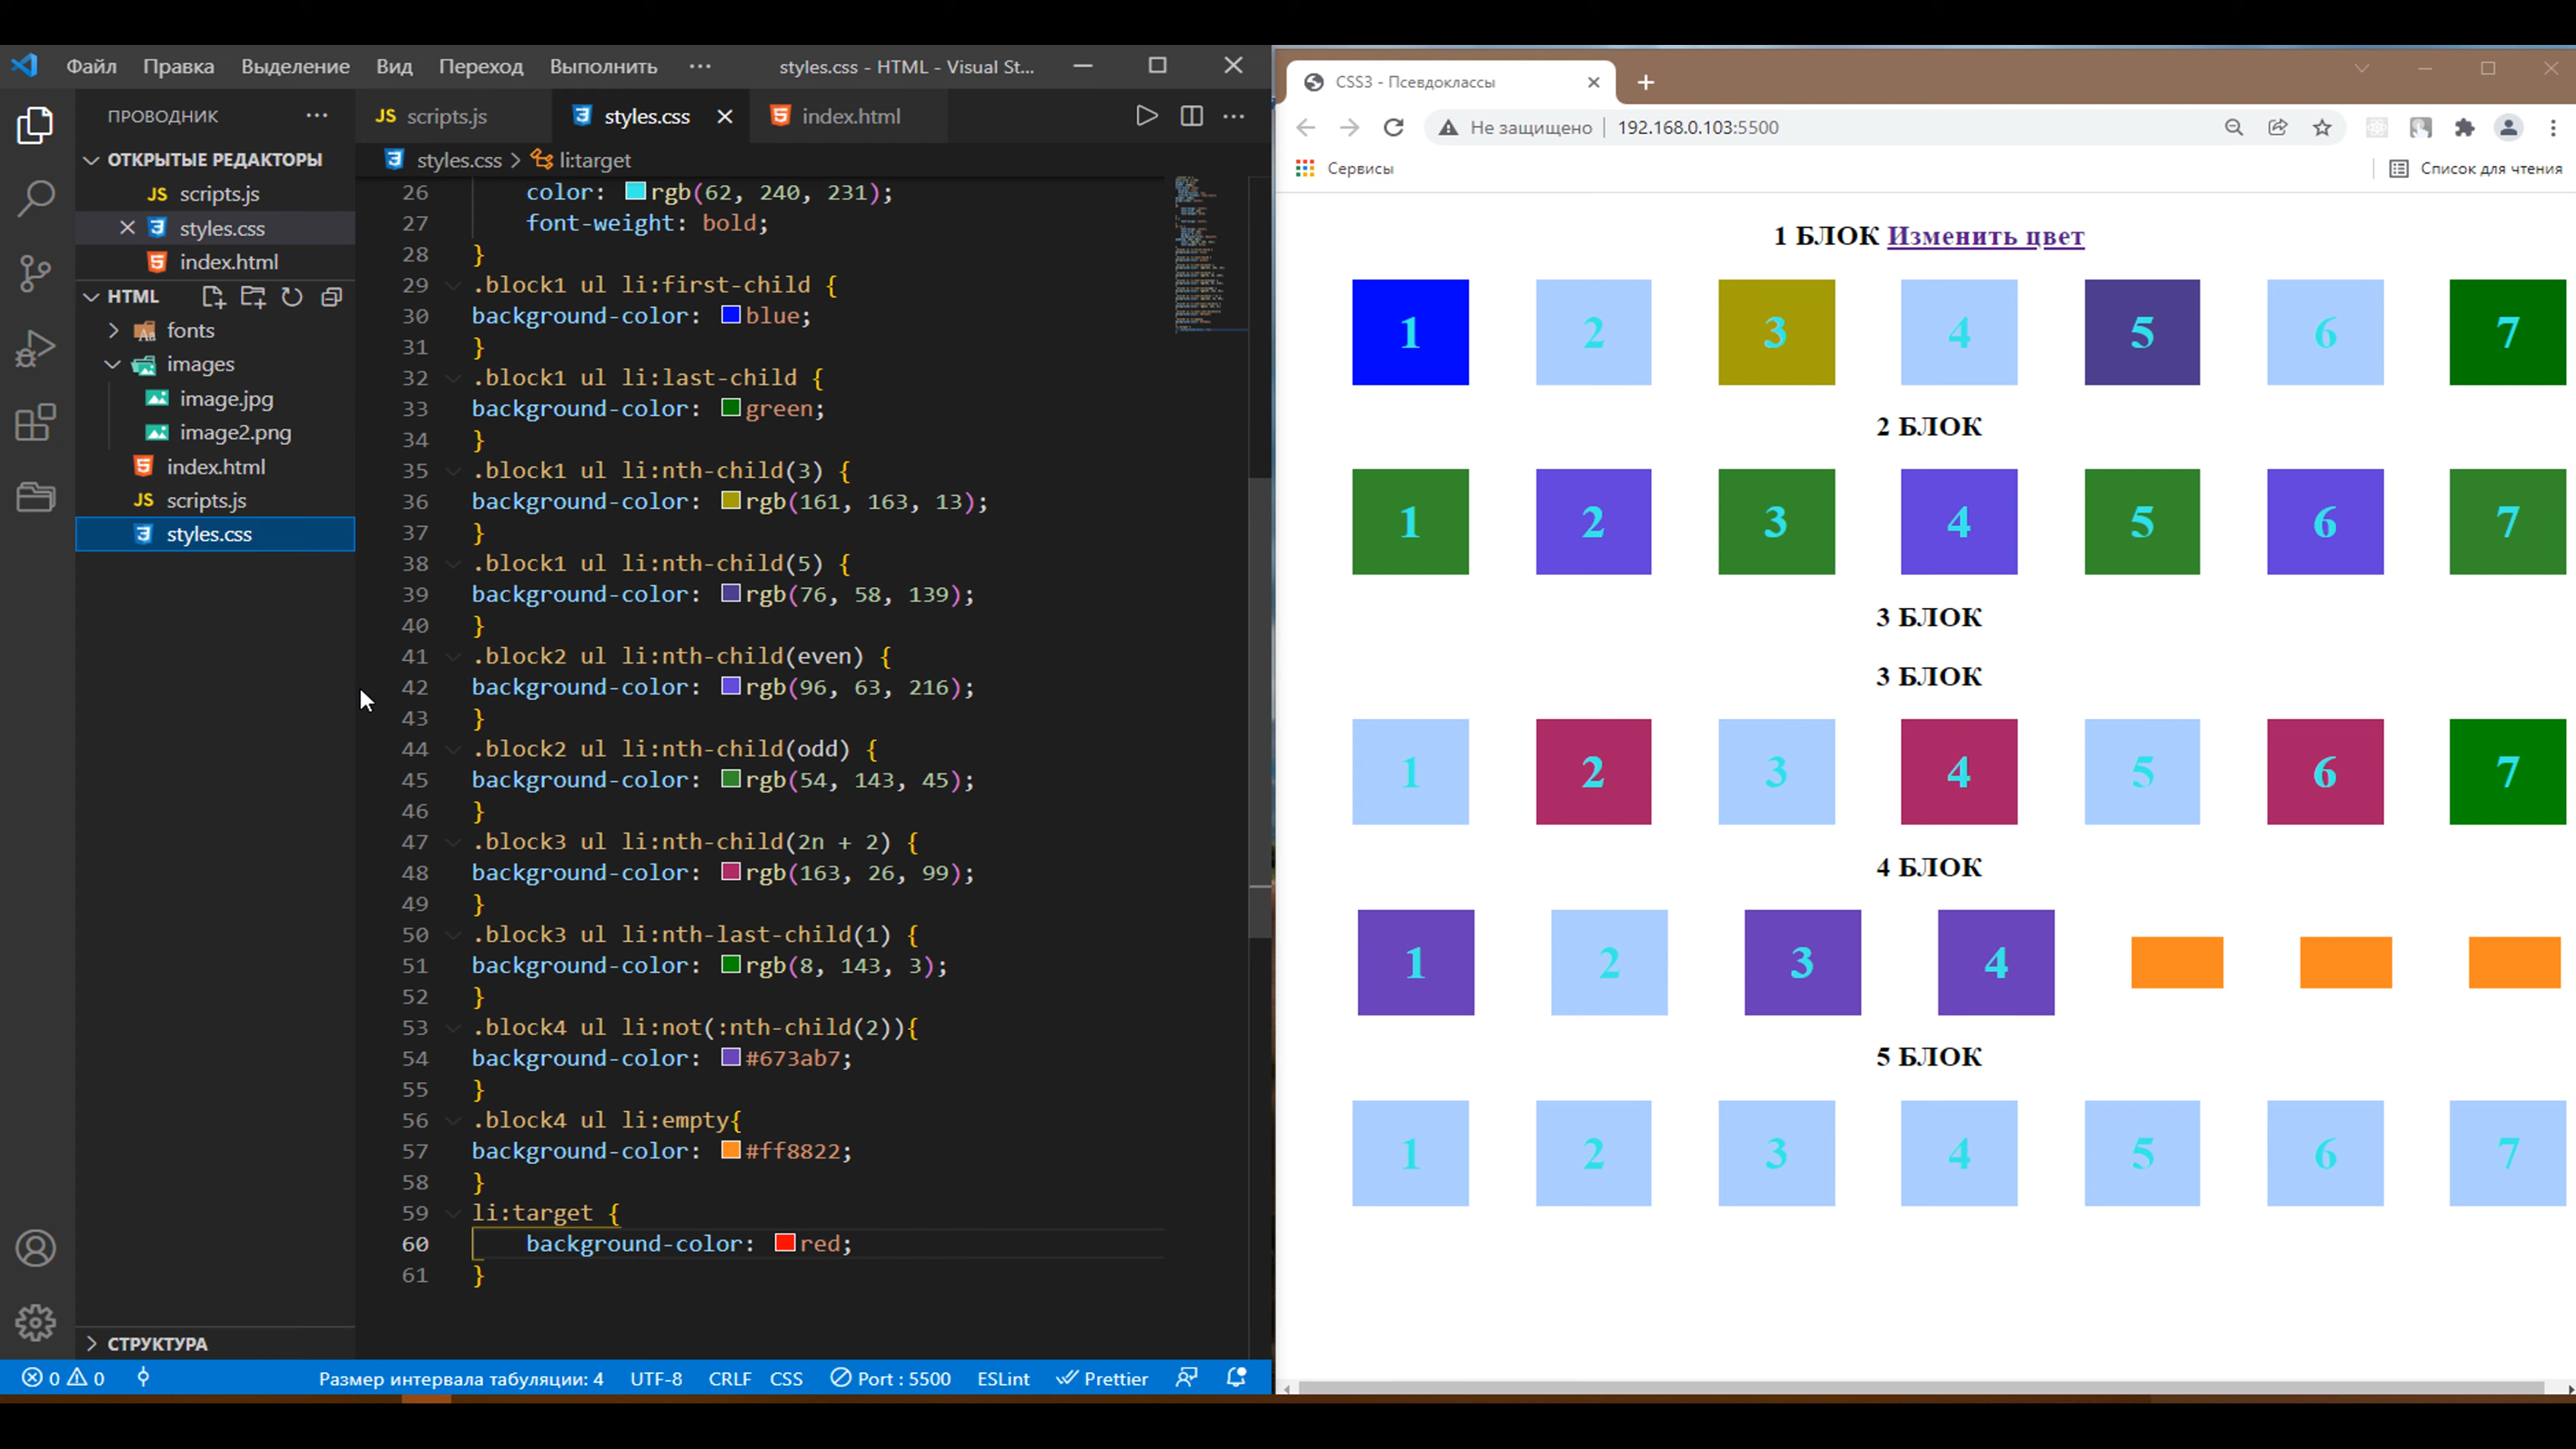 Файл Правка Выделение Вид Переход Выполнить ··· styles.css - HTML - Visual St...
ПРОВОДНИК ···
ОТКРЫТЫЕ РЕДАКТОРЫ
JS scripts.js
styles.css
index.html
HTML
fonts
images
image.jpg
image2.png
index.html
JS scripts.js
styles.css
СТРУКТУРА
JS scripts.js styles.css index.html
styles.css > li:target
26 color: rgb(62, 240, 231);
27 font-weight: bold;
28 }
29 .block1 ul li:first-child {
30 background-color: blue;
31 }
32 .block1 ul li:last-child {
33 background-color: green;
34 }
35 .block1 ul li:nth-child(3) {
36 background-color: rgb(161, 163, 13);
37 }
38 .block1 ul li:nth-child(5) {
39 background-color: rgb(76, 58, 139);
40 }
41 .block2 ul li:nth-child(even) {
42 background-color: rgb(96, 63, 216);
43 }
44 .block2 ul li:nth-child(odd) {
45 background-color: rgb(54, 143, 45);
46 }
47 .block3 ul li:nth-child(2n + 2) {
48 background-color: rgb(163, 26, 99);
49 }
50 .block3 ul li:nth-last-child(1) {
51 background-color: rgb(8, 143, 3);
52 }
53 .block4 ul li:not(:nth-child(2)){
54 background-color: #673ab7;
55 }
56 .block4 ul li:empty{
57 background-color: #ff8822;
58 }
59 li:target {
60 background-color: red;
61 }
0 0 Размер интервала табуляции: 4 UTF-8 CRLF CSS Port : 5500 ESLint Prettier
CSS3 - Псевдоклассы
Не защищено | 192.168.0.103:5500
Сервисы Список для чтения
1 БЛОК Изменить цвет
1 2 3 4 5 6 7
2 БЛОК
1 2 3 4 5 6 7
3 БЛОК
3 БЛОК
1 2 3 4 5 6 7
4 БЛОК
1 2 3 4
5 БЛОК
1 2 3 4 5 6 7